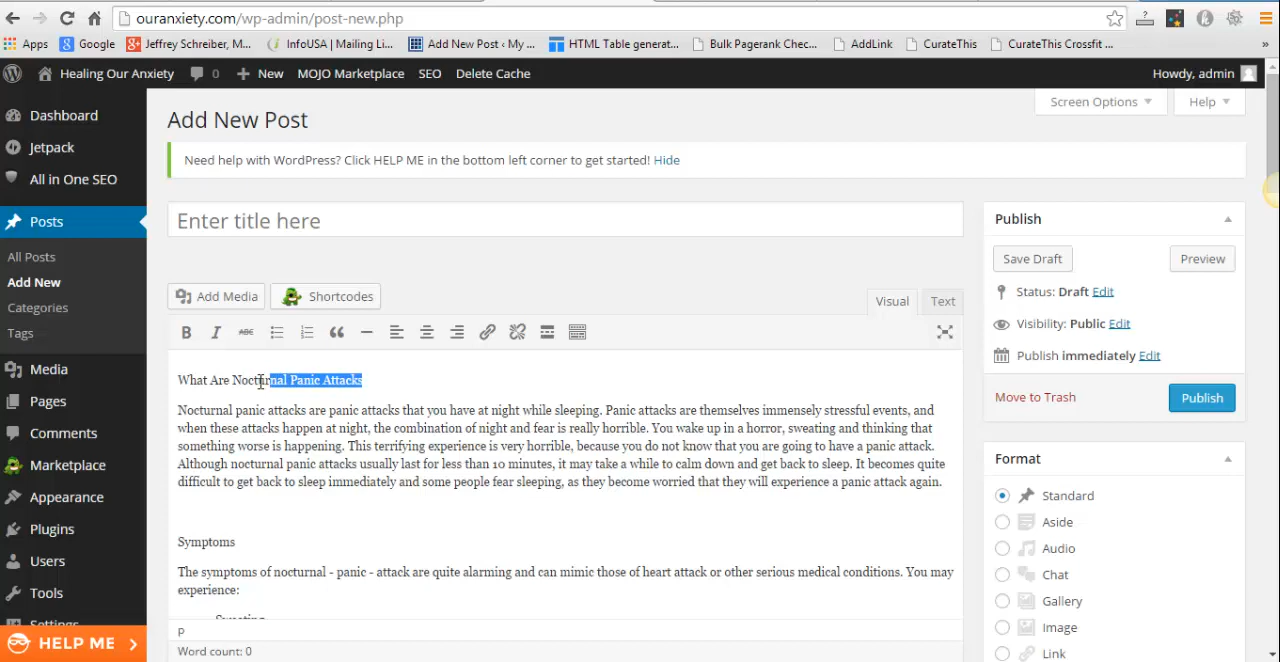 ouranxiety.com/wp-admin/post-new.php
Apps Google Jeffrey Schreiber, M... InfoUSA | Mailing Li... Add New Post ‹ My ... HTML Table generat... Bulk Pagerank Chec... AddLink CurateThis CurateThis Crossfit ... »
Healing Our Anxiety 0 New MOJO Marketplace SEO Delete Cache Howdy, admin
Screen Options Help
Dashboard
Jetpack
All in One SEO
Posts
All Posts
Add New
Categories
Tags
Media
Pages
Comments
Marketplace
Appearance
Plugins
Users
Tools
Settings
HELP ME
Add New Post
Need help with WordPress? Click HELP ME in the bottom left corner to get started! Hide
Enter title here
Add Media Shortcodes
Visual Text
B I ABC
What Are Nocturnal Panic Attacks
Nocturnal panic attacks are panic attacks that you have at night while sleeping. Panic attacks are themselves immensely stressful events, and
when these attacks happen at night, the combination of night and fear is really horrible. You wake up in a horror, sweating and thinking that
something worse is happening. This terrifying experience is very horrible, because you do not know that you are going to have a panic attack.
Although nocturnal panic attacks usually last for less than 10 minutes, it may take a while to calm down and get back to sleep. It becomes quite
difficult to get back to sleep immediately and some people fear sleeping, as they become worried that they will experience a panic attack again.
Symptoms
The symptoms of nocturnal - panic - attack are quite alarming and can mimic those of heart attack or other serious medical conditions. You may
experience:
Sweating
p
Word count: 0
Publish
Save Draft Preview
Status: Draft Edit
Visibility: Public Edit
Publish immediately Edit
Move to Trash Publish
Format
Standard
Aside
Audio
Chat
Gallery
Image
Link